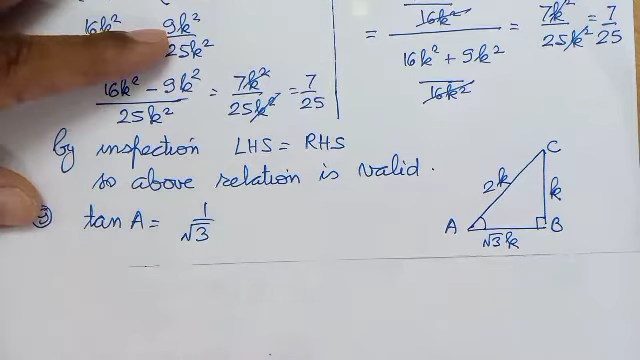 16k² 9k²
25k²
16k² − 9k² / 25k² = 7k² / 25k² = 7/25
16k²
= / 16k² + 9k² = 7k² / 25k² = 7/25
16k²
by inspection LHS = RHS
so above relation is valid.
③ tan A = 1/√3
C
2k
k
A
√3k
B